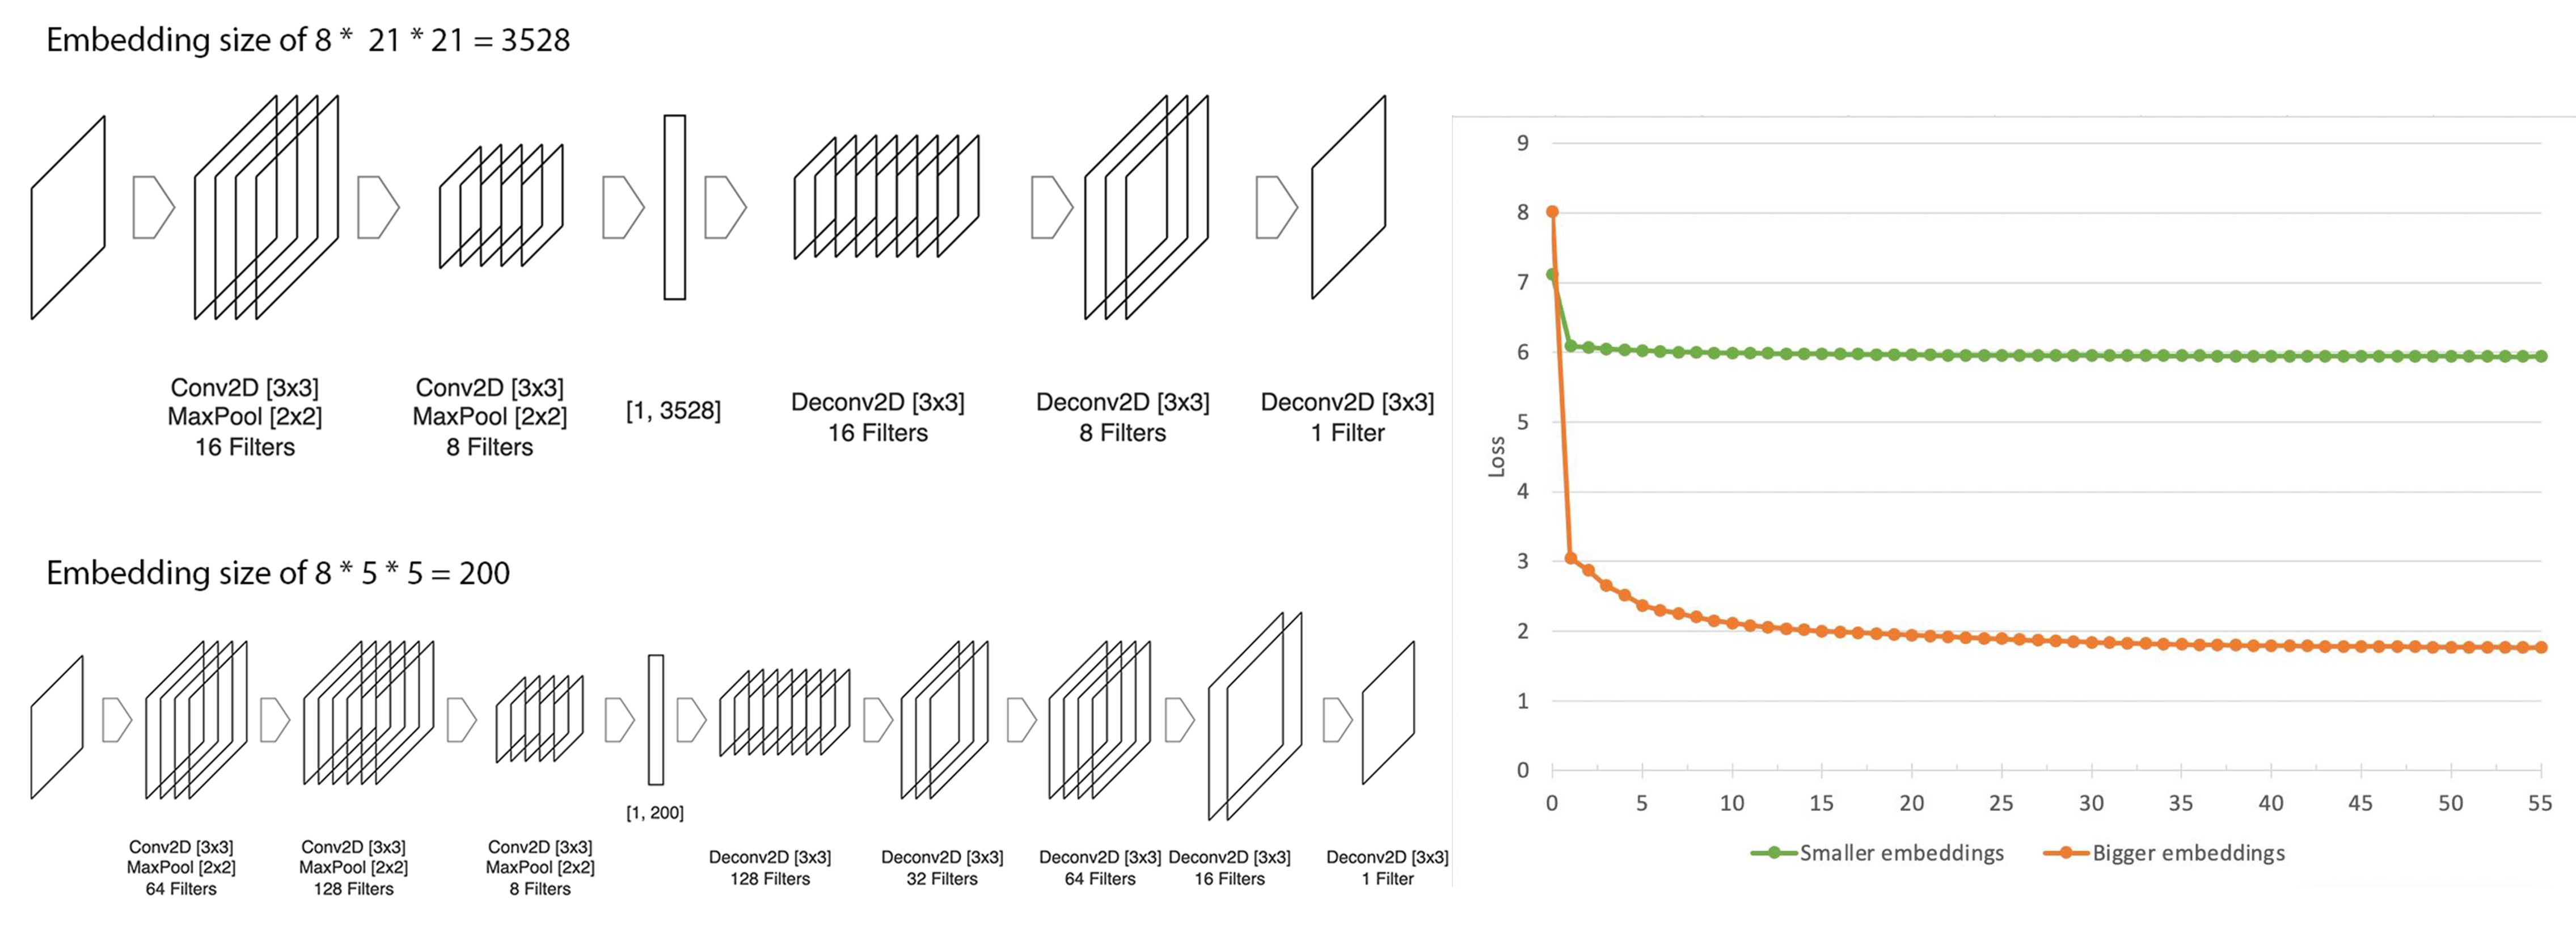 Embedding size of 8 * 21 * 21 = 3528
Conv2D [3x3]
MaxPool [2x2]
16 Filters
Conv2D [3x3]
MaxPool [2x2]
8 Filters
[1, 3528]
Deconv2D [3x3]
16 Filters
Deconv2D [3x3]
8 Filters
Deconv2D [3x3]
1 Filter
Embedding size of 8 * 5 * 5 = 200
Conv2D [3x3]
MaxPool [2x2]
64 Filters
Conv2D [3x3]
MaxPool [2x2]
128 Filters
Conv2D [3x3]
MaxPool [2x2]
8 Filters
[1, 200]
Deconv2D [3x3]
128 Filters
Deconv2D [3x3]
32 Filters
Deconv2D [3x3]
64 Filters
Deconv2D [3x3]
16 Filters
Deconv2D [3x3]
1 Filter
9
8
7
6
5
4
3
2
1
0
Loss
0 5 10 15 20 25 30 35 40 45 50 55
Smaller embeddings Bigger embeddings